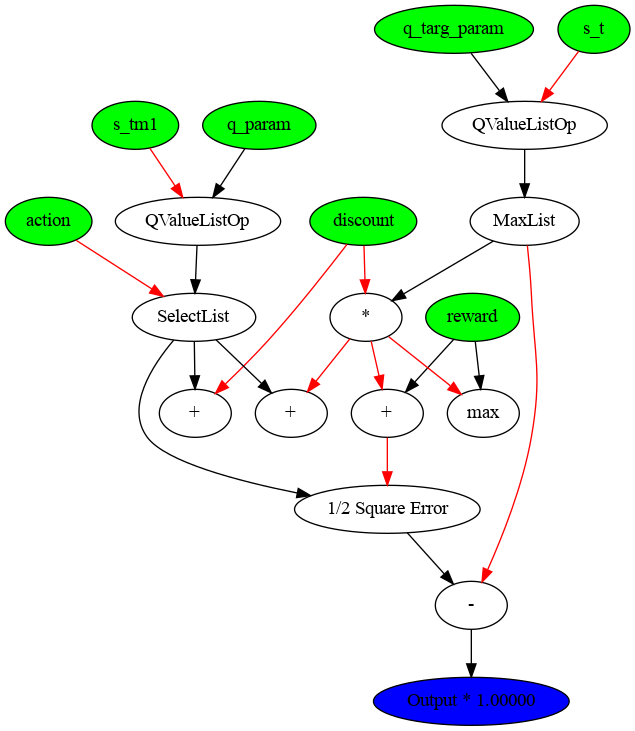 q_targ_param
s_t
s_tm1
q_param
QValueListOp
action
QValueListOp
discount
MaxList
SelectList
*
reward
+
+
+
max
1/2 Square Error
-
Output * 1.00000